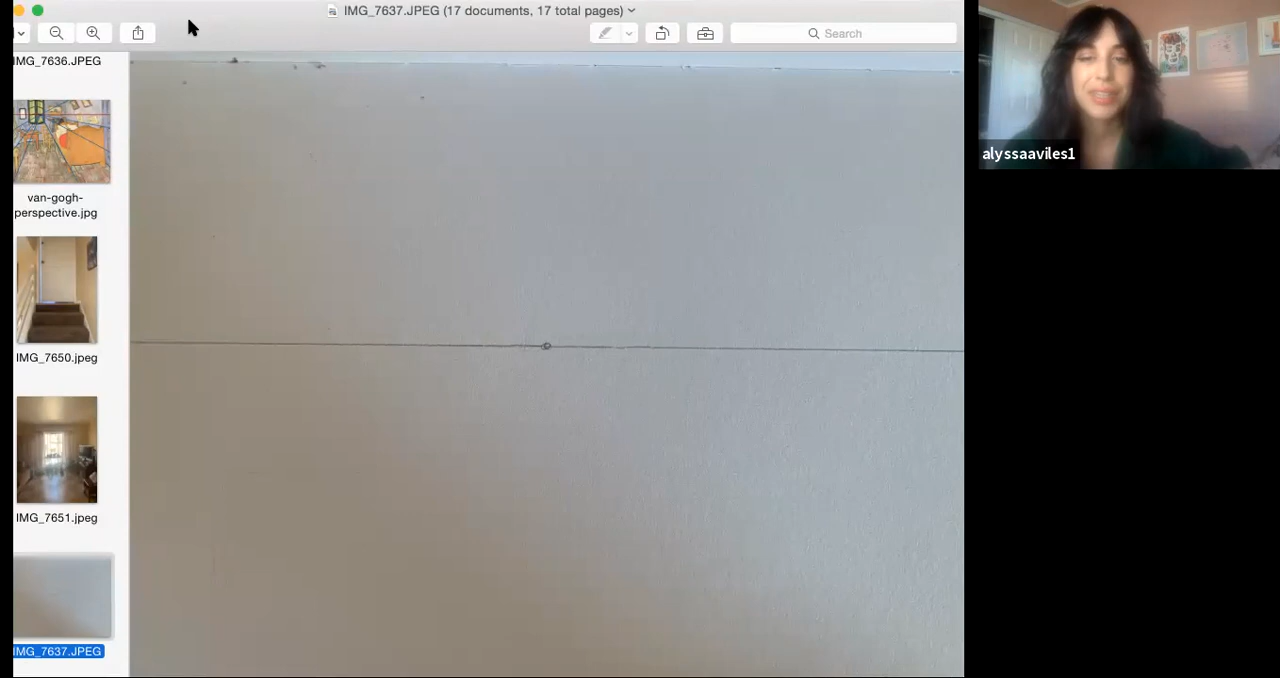 IMG_7637.JPEG (17 documents, 17 total pages)
Search
IMG_7636.JPEG
van-gogh-
perspective.jpg
IMG_7650.jpeg
IMG_7651.jpeg
IMG_7637.JPEG
alyssaaviles1